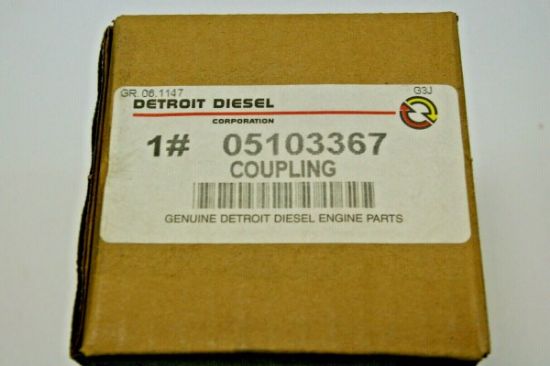 GR. 06.1147 G3J
DETROIT DIESEL
CORPORATION
1# 05103367
COUPLING
GENUINE DETROIT DIESEL ENGINE PARTS